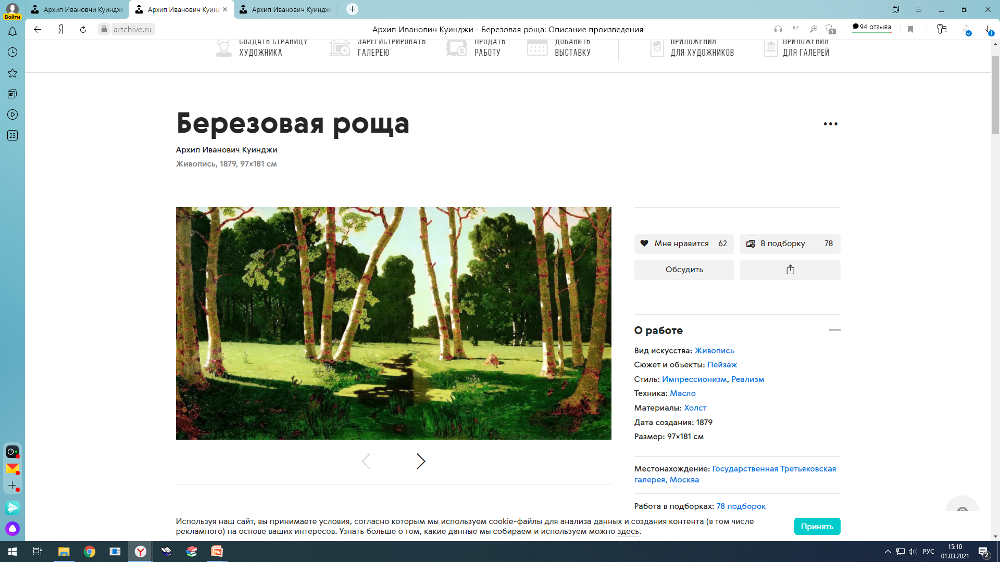 Войти
Архип Ивановчи Куинджи
Архип Иванович Куинд
Архип Иванович Куиндж
Я
artchive.ru
Архип Иванович Куинджи - Березовая роща: Описание произведения
1
94 отзыва
1
23
СОЗДАТЬ СТРАНИЦУ
ХУДОЖНИКА
ЗАРЕГИСТРИРОВАТЬ
ГАЛЕРЕЮ
ПРОДАТЬ
РАБОТУ
ДОБАВИТЬ
ВЫСТАВКУ
ПРИЛОЖЕНИЯ
ДЛЯ ХУДОЖНИКОВ
ПРИЛОЖЕНИЯ
ДЛЯ ГАЛЕРЕЙ
Березовая роща
Архип Иванович Куинджи
Живопись, 1879, 97×181 см
Мне нравится 62
В подборку 78
Обсудить
О работе
Вид искусства: Живопись
Сюжет и объекты: Пейзаж
Стиль: Импрессионизм, Реализм
Техника: Масло
Материалы: Холст
Дата создания: 1879
Размер: 97×181 см
Местонахождение: Государственная Третьяковская
галерея, Москва
Работа в подборках: 78 подборок
Используя наш сайт, вы принимаете условия, согласно которым мы используем cookie-файлы для анализа данных и создания контента (в том числе
рекламного) на основе ваших интересов. Узнать больше о том, какие данные мы собираем и используем можно здесь.
Принять
РУС
15:10
01.03.2021
2